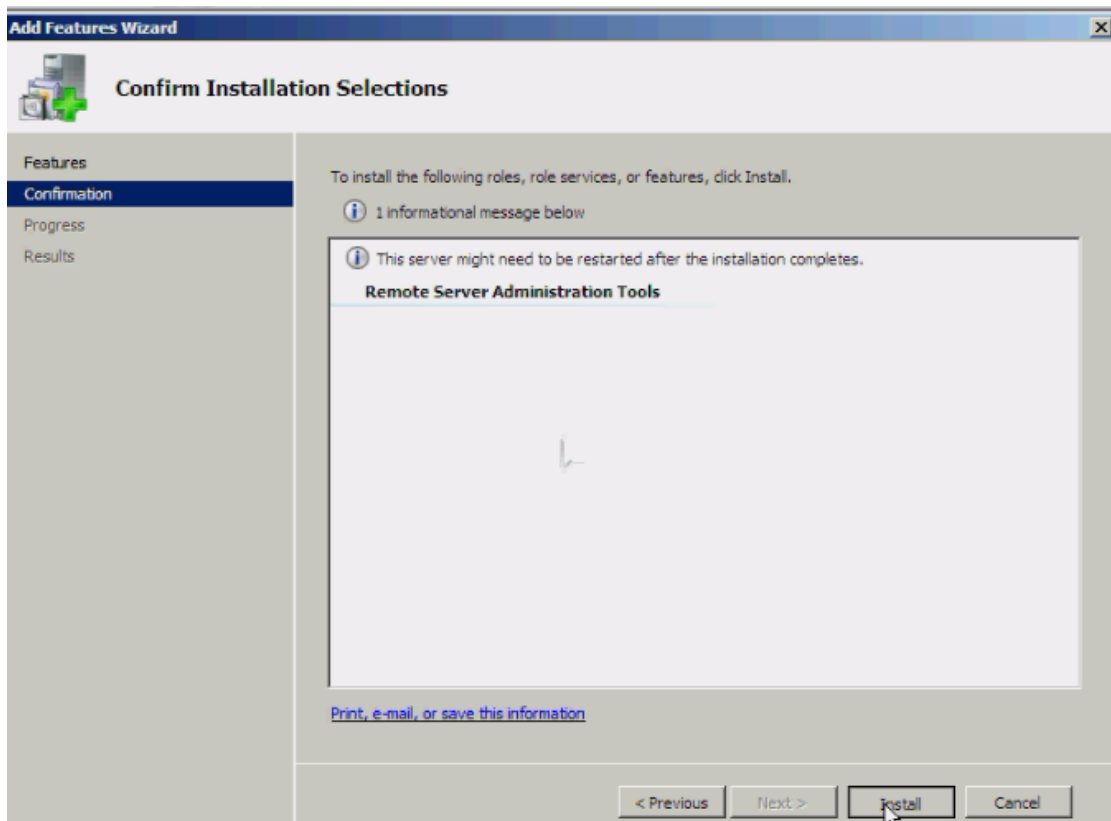 Add Features Wizard
Confirm Installation Selections
Features
Confirmation
Progress
Results
To install the following roles, role services, or features, click Install.
1 informational message below
This server might need to be restarted after the installation completes.
Remote Server Administration Tools
Print, e-mail, or save this information
< Previous
Next >
Install
Cancel